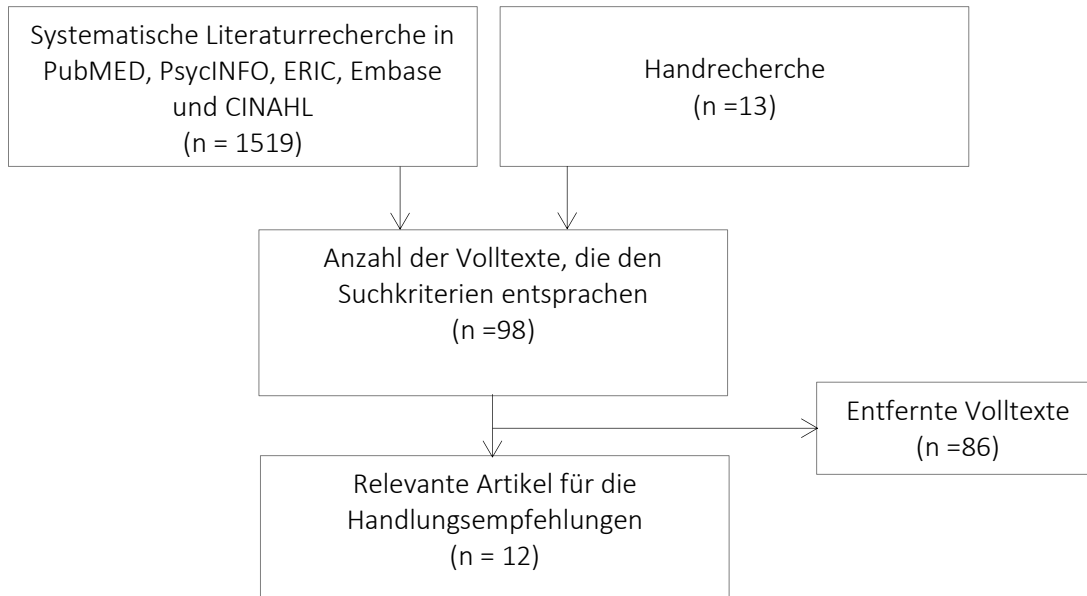 Systematische Literaturrecherche in
PubMED, PsycINFO, ERIC, Embase
und CINAHL
(n = 1519)
Handrecherche
(n =13)
Anzahl der Volltexte, die den
Suchkriterien entsprachen
(n =98)
Entfernte Volltexte
(n =86)
Relevante Artikel für die
Handlungsempfehlungen
(n = 12)